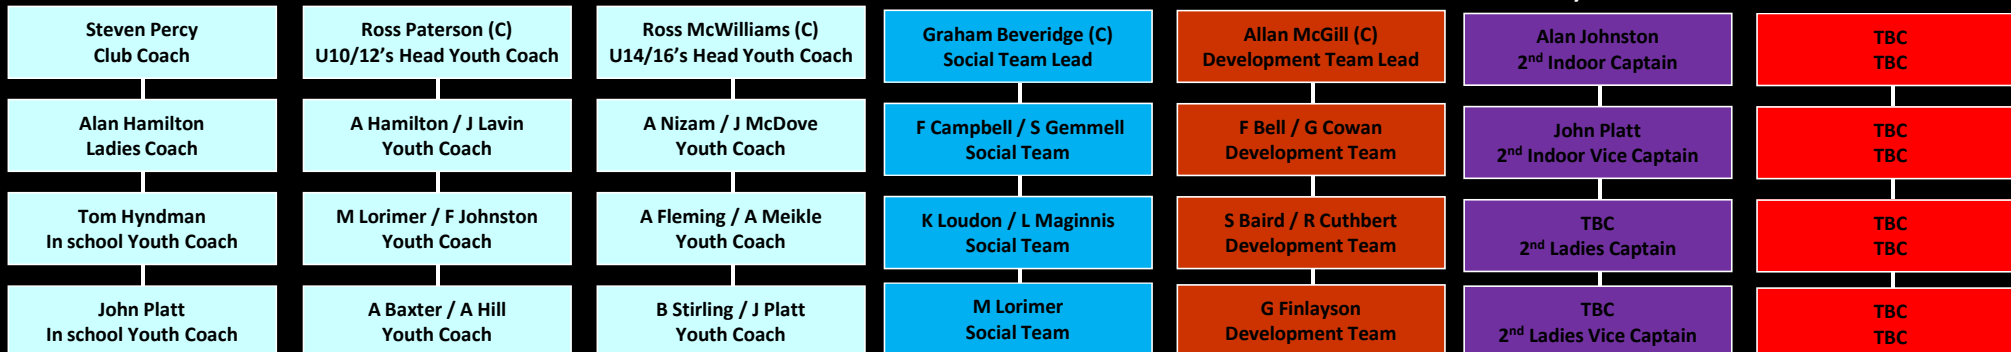 Steven Percy
Club Coach
Ross Paterson (C)
U10/12's Head Youth Coach
Ross McWilliams (C)
U14/16's Head Youth Coach
Graham Beveridge (C)
Social Team Lead
Allan McGill (C)
Development Team Lead
Alan Johnston
2nd Indoor Captain
TBC
TBC
Alan Hamilton
Ladies Coach
A Hamilton / J Lavin
Youth Coach
A Nizam / J McDove
Youth Coach
F Campbell / S Gemmell
Social Team
F Bell / G Cowan
Development Team
John Platt
2nd Indoor Vice Captain
TBC
TBC
Tom Hyndman
In school Youth Coach
M Lorimer / F Johnston
Youth Coach
A Fleming / A Meikle
Youth Coach
K Loudon / L Maginnis
Social Team
S Baird / R Cuthbert
Development Team
TBC
2nd Ladies Captain
TBC
TBC
John Platt
In school Youth Coach
A Baxter / A Hill
Youth Coach
B Stirling / J Platt
Youth Coach
M Lorimer
Social Team
G Finlayson
Development Team
TBC
2nd Ladies Vice Captain
TBC
TBC